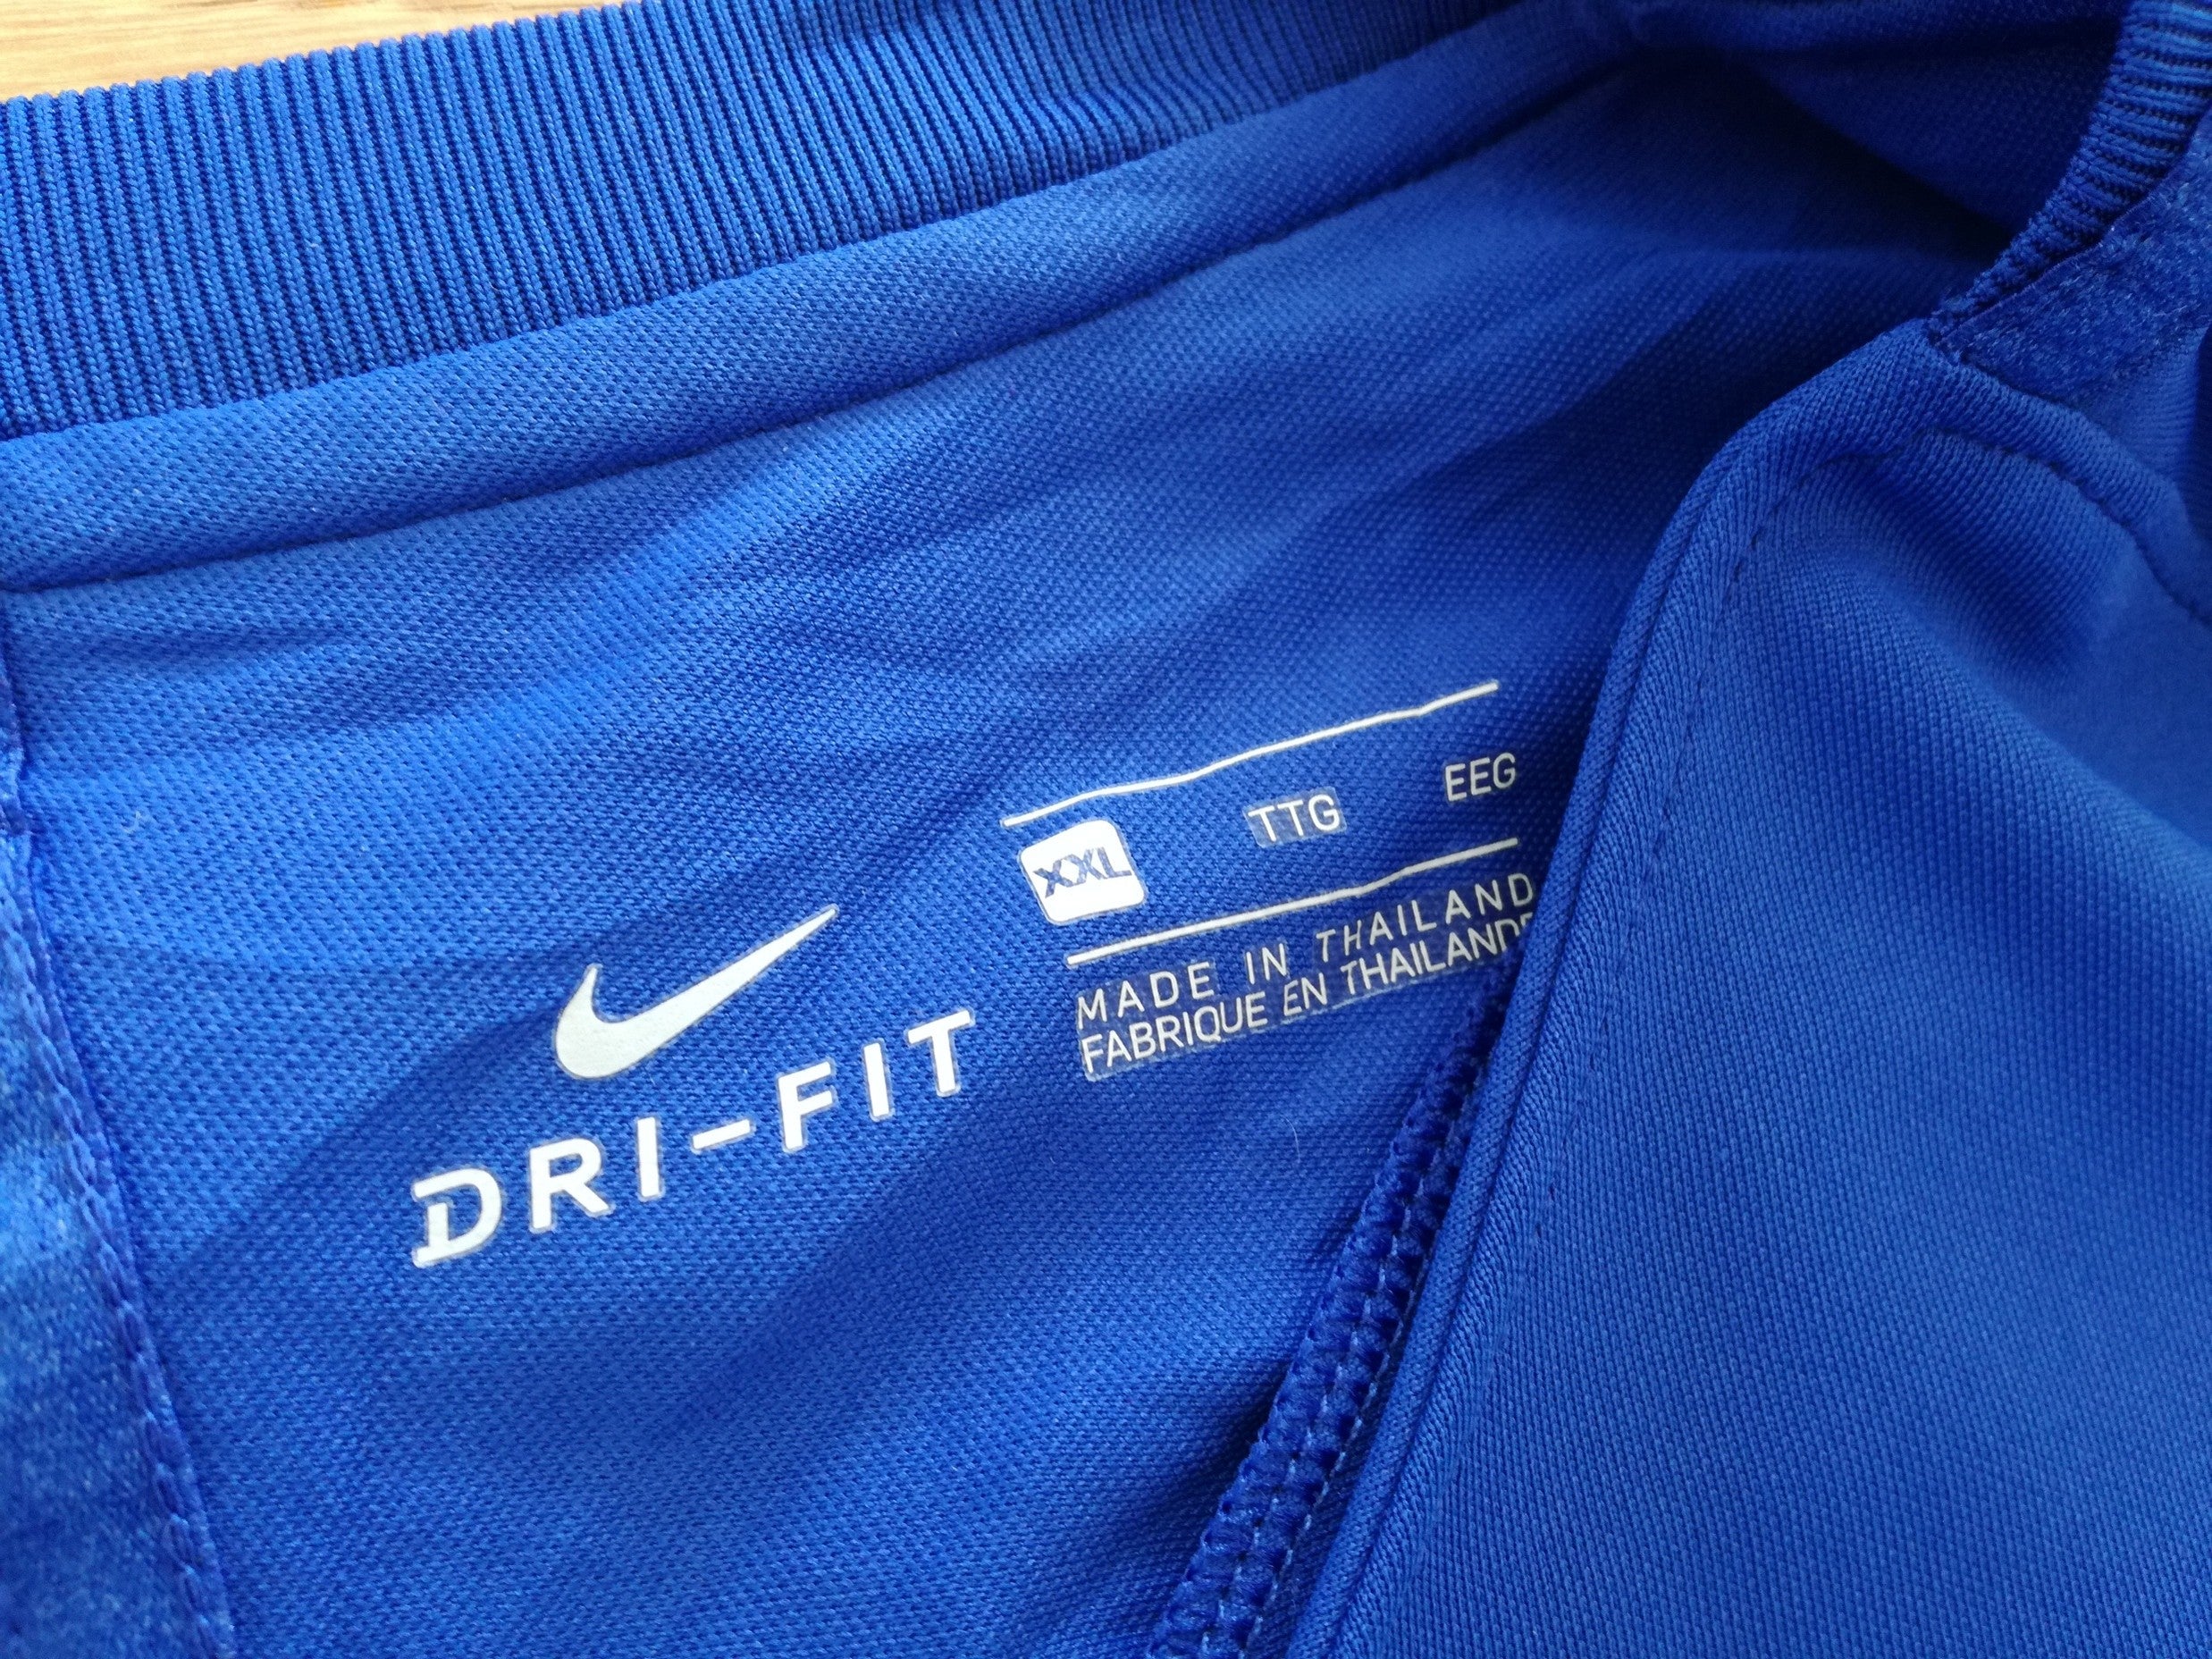 XXL TTG EEG
MADE IN THAILAND
FABRIQUE EN THAILANDE
DRI-FIT